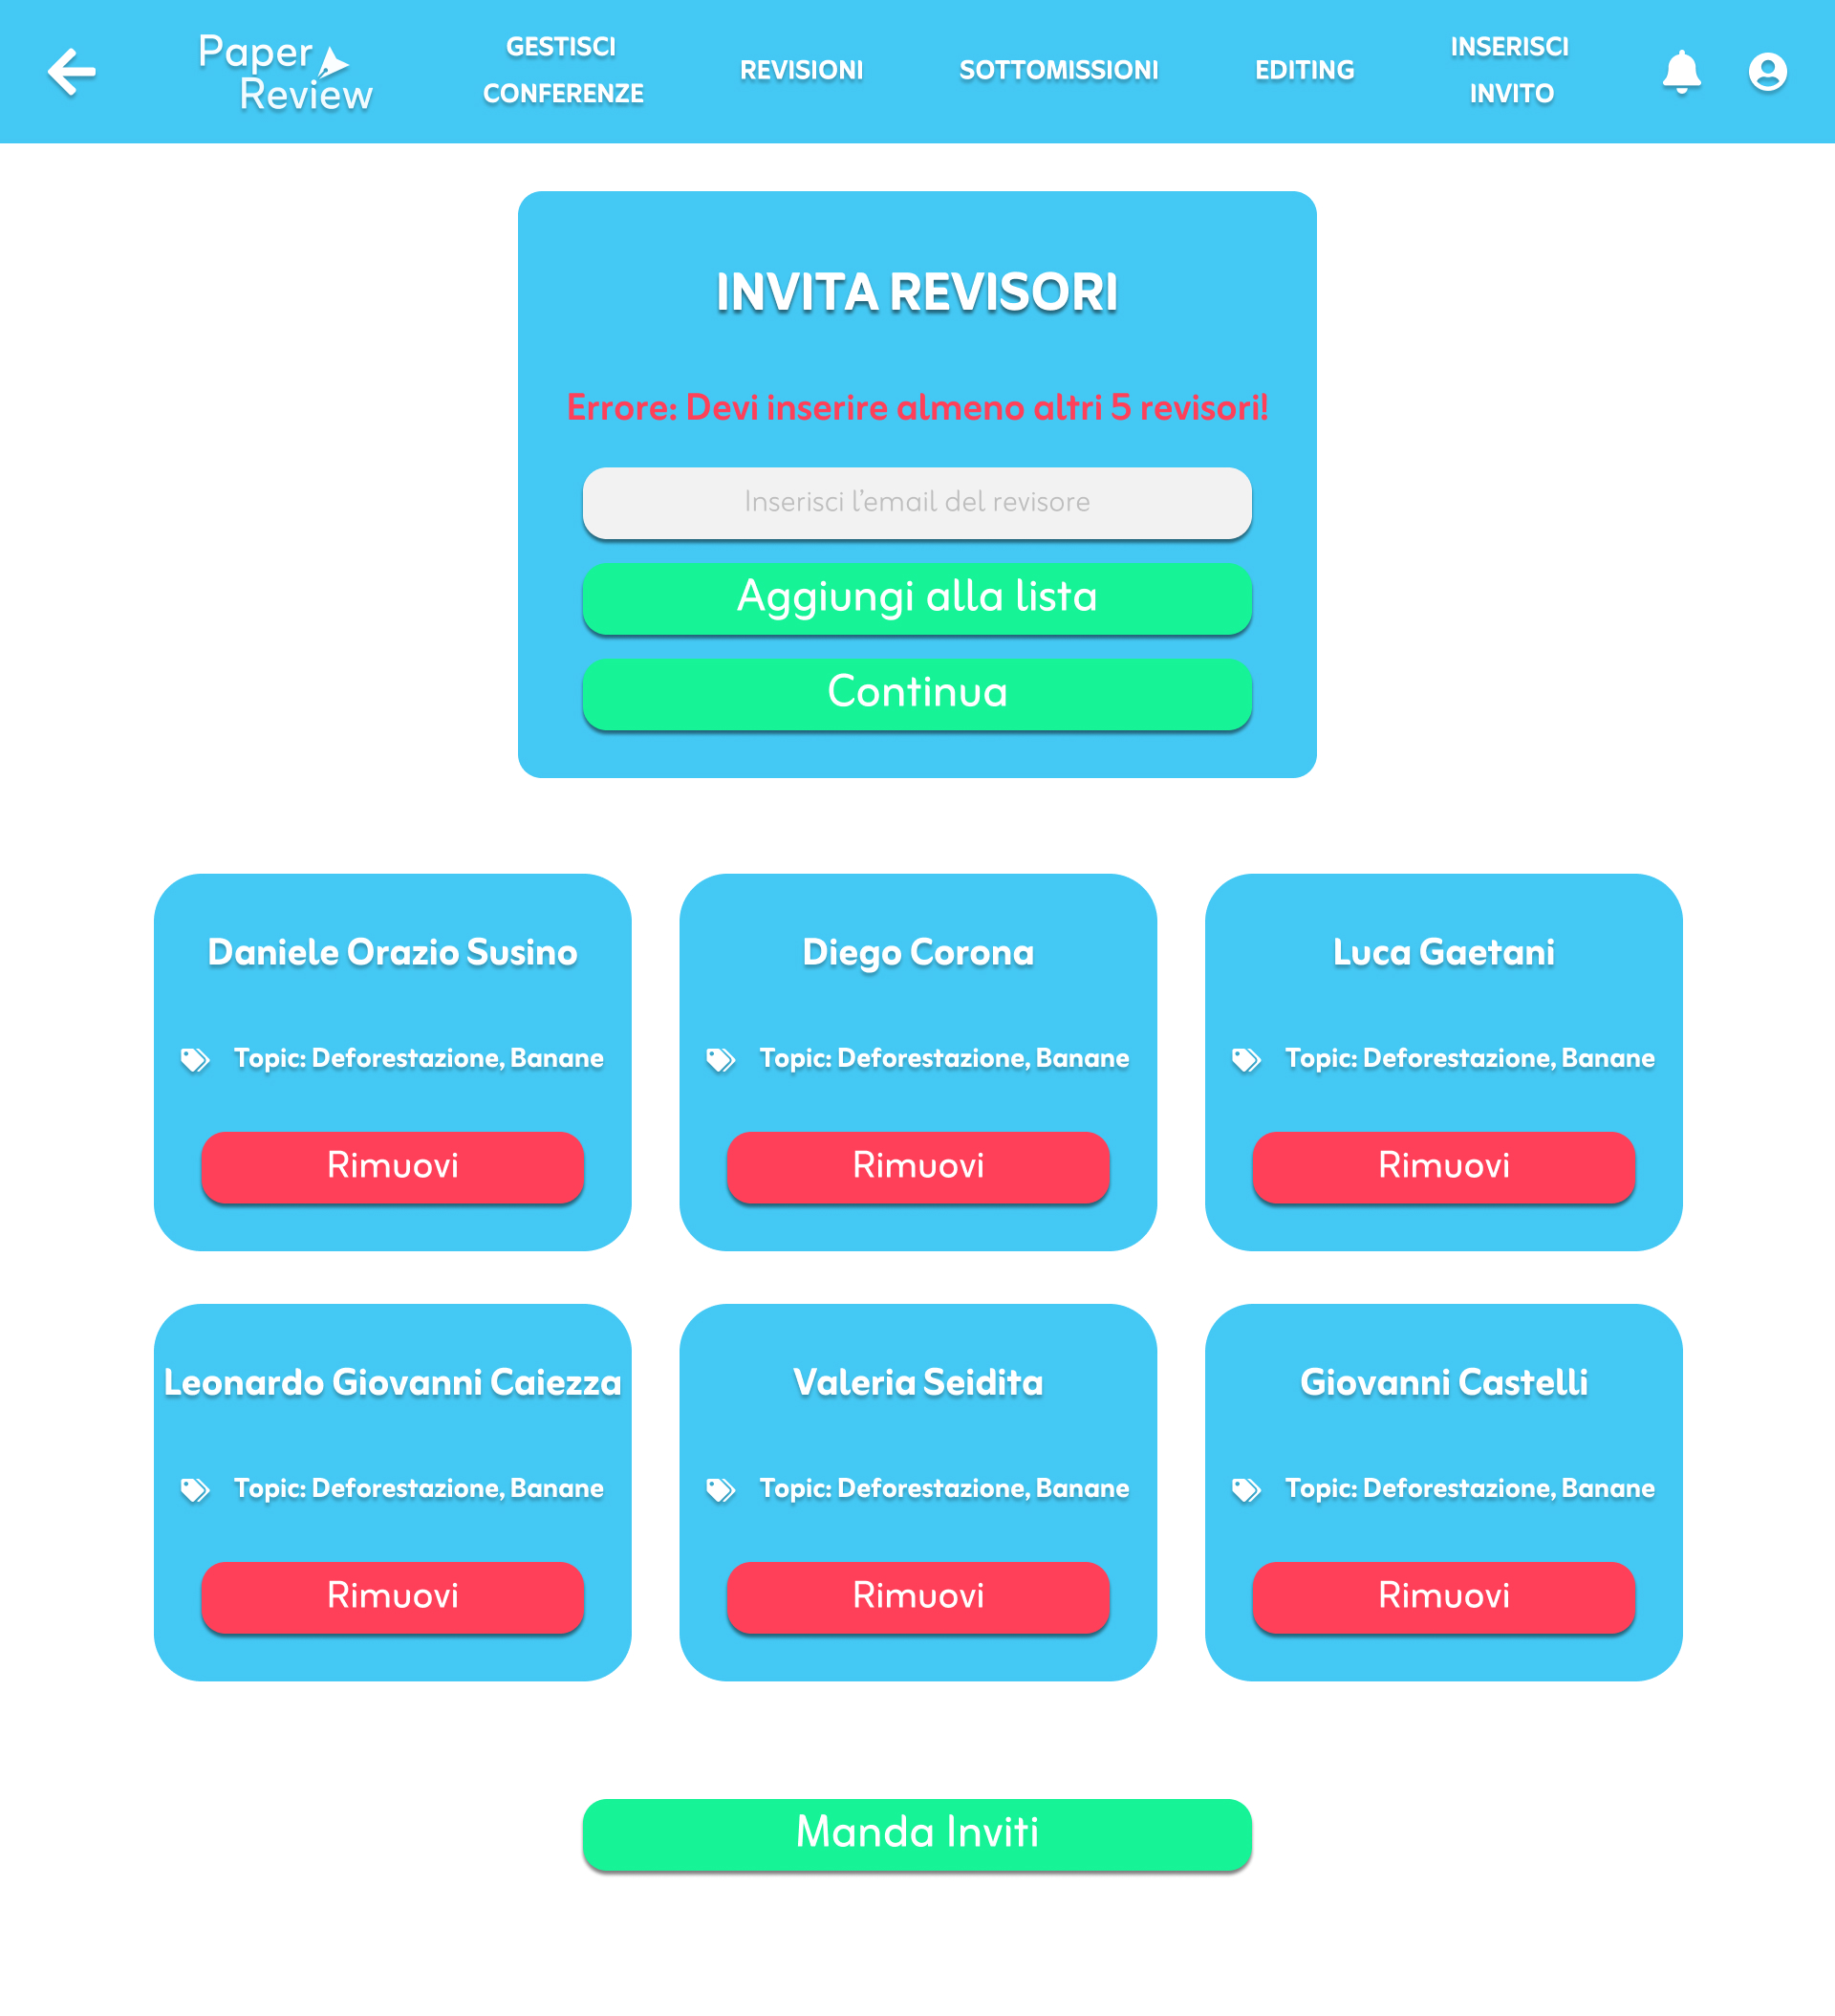 Paper
Review
GESTISCI
CONFERENZE
REVISIONI
SOTTOMISSIONI
EDITING
INSERISCI
INVITO
INVITA REVISORI
Errore: Devi inserire almeno altri 5 revisori!
Inserisci l’email del revisore
Aggiungi alla lista
Continua
Daniele Orazio Susino
Topic: Deforestazione, Banane
Rimuovi
Diego Corona
Topic: Deforestazione, Banane
Rimuovi
Luca Gaetani
Topic: Deforestazione, Banane
Rimuovi
Leonardo Giovanni Caiezza
Topic: Deforestazione, Banane
Rimuovi
Valeria Seidita
Topic: Deforestazione, Banane
Rimuovi
Giovanni Castelli
Topic: Deforestazione, Banane
Rimuovi
Manda Inviti